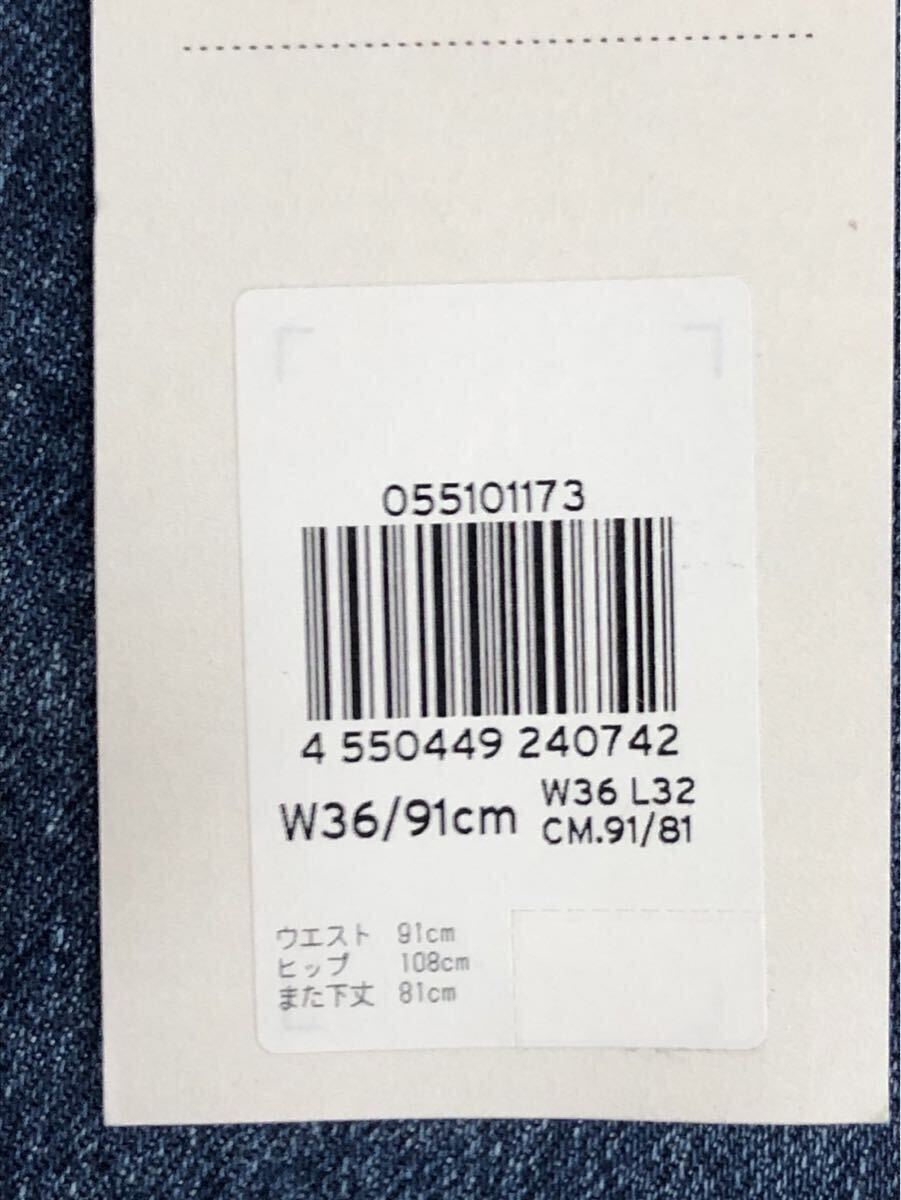 055101173
4 550449 240742
W36/91cm
W36 L32
CM.91/81
ウエスト 91cm
ヒップ 108cm
また下丈 81cm